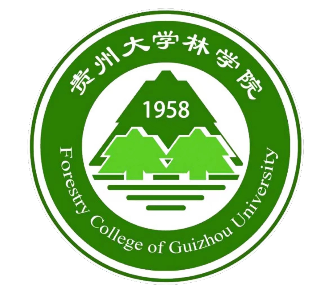 贵州大学林学院
1958
Forestry College of Guizhou University